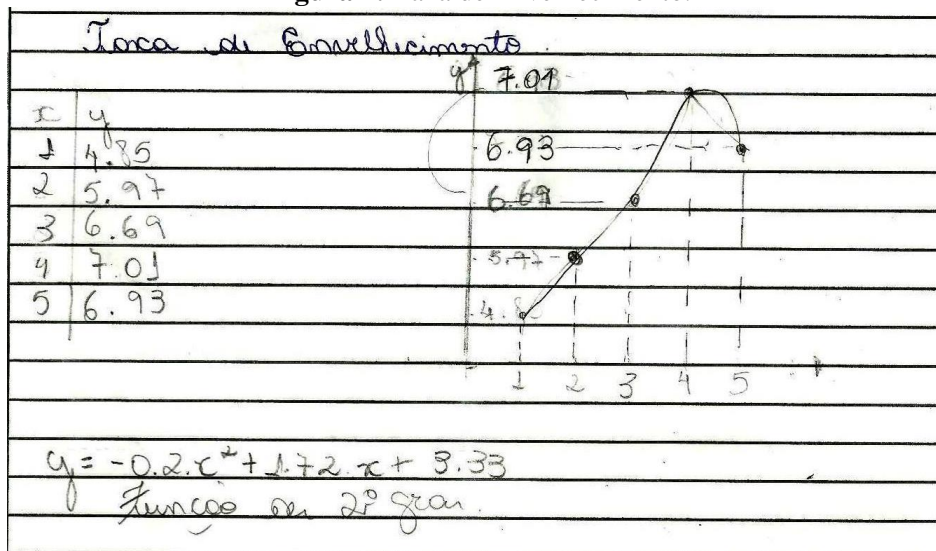 Taxa de Envelhecimento.
x y
1 4.85
2 5.97
3 6.69
4 7.01
5 6.93
y
7.01
6.93
6.69
5.97
4.8
1 2 3 4 5
y = -0.2.x² + 1.72.x + 3.33
Função de 2º grau.